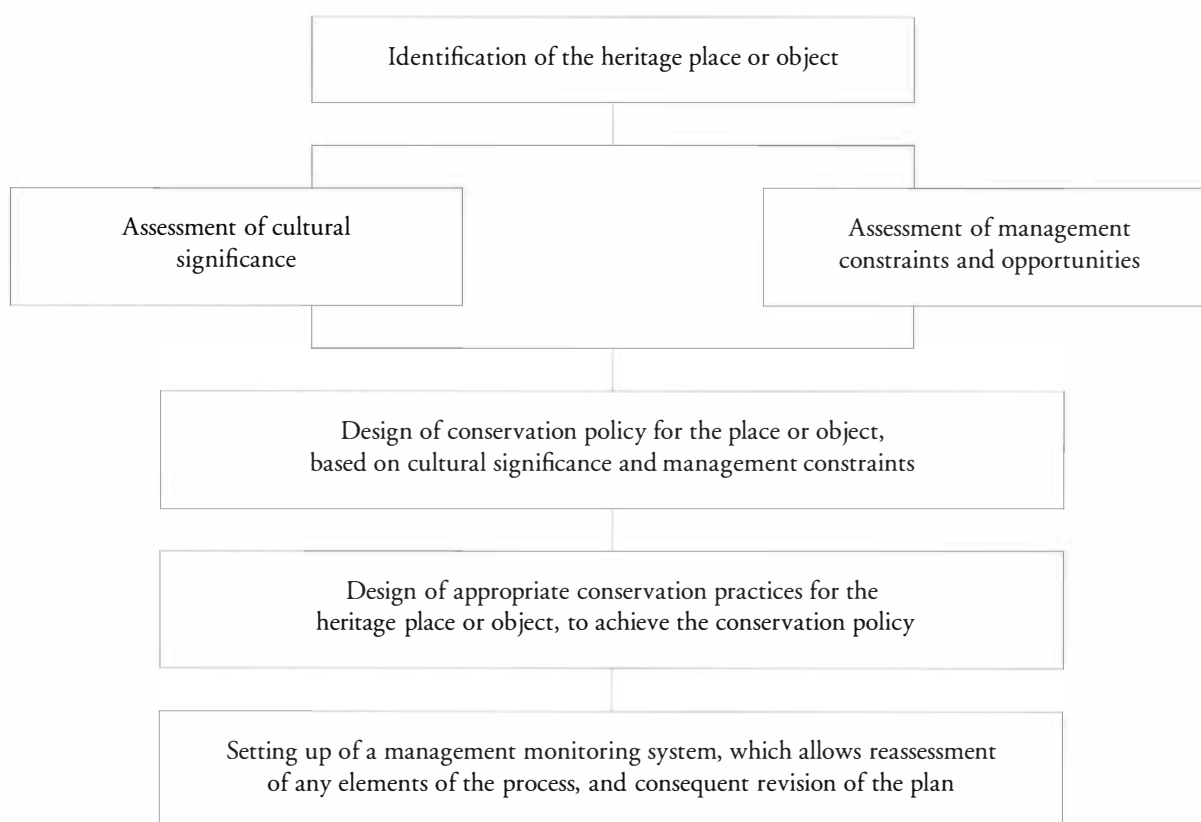 Identification of the heritage place or object
Assessment of cultural
significance
Assessment of management
constraints and opportunities
Design of conservation policy for the place or object,
based on cultural significance and management constraints
Design of appropriate conservation practices for the
heritage place or object, to achieve the conservation policy
Setting up of a management monitoring system, which allows reassessment
of any elements of the process, and consequent revision of the plan